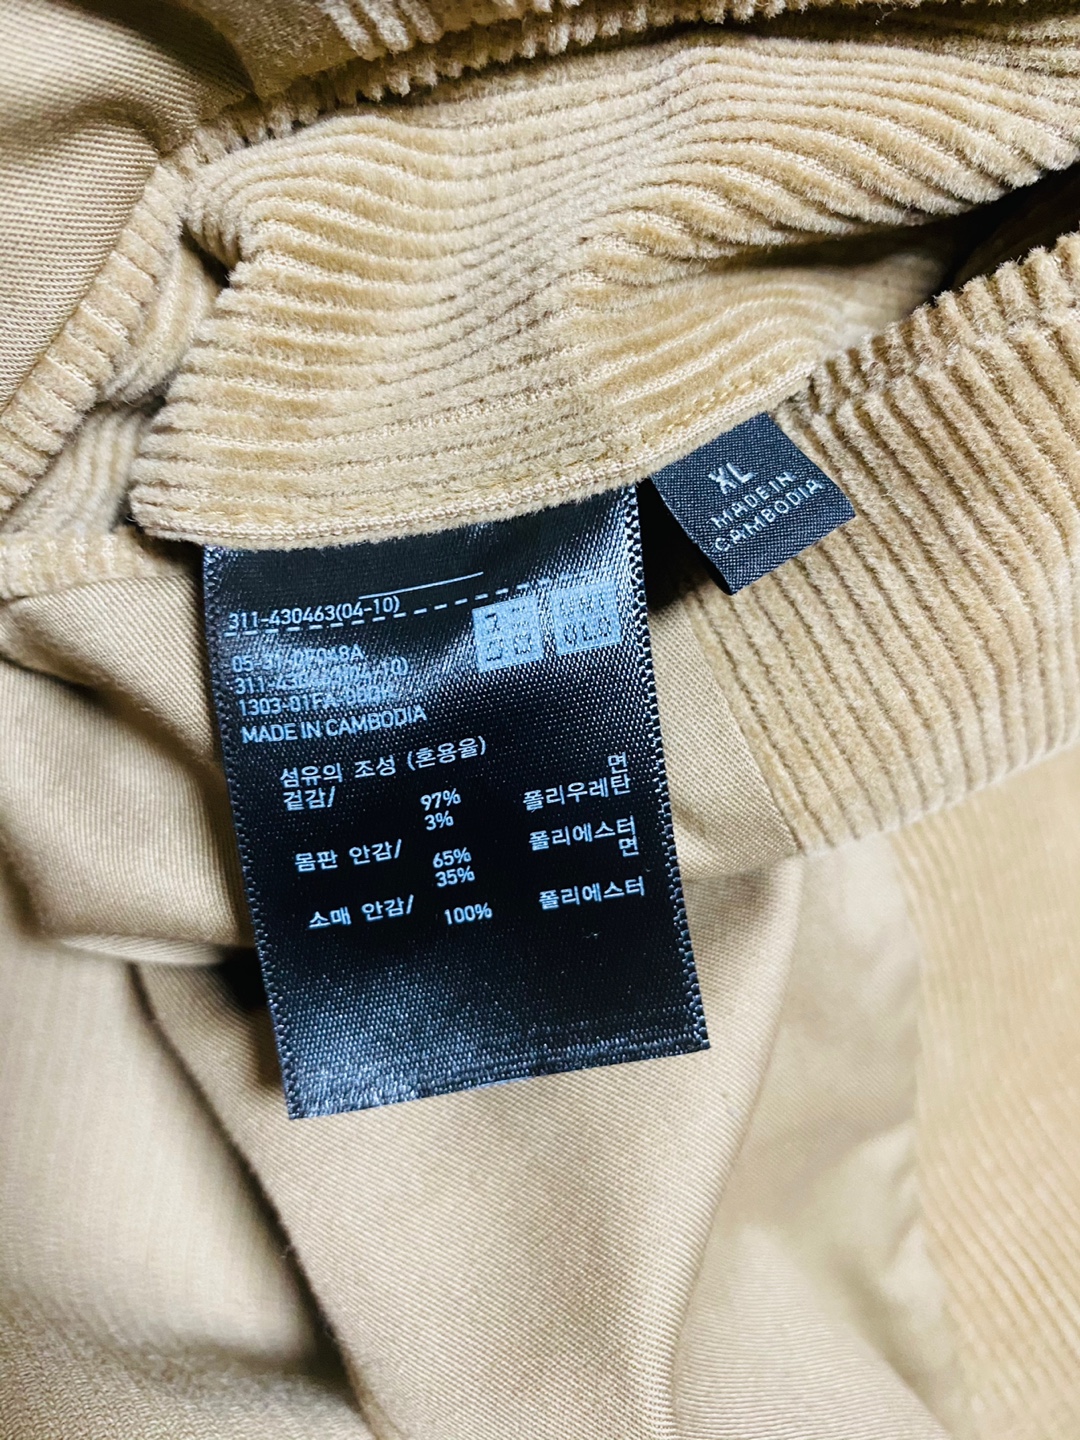 XL
MADE IN
CAMBODIA
311-430463(04-10)
MADE IN CAMBODIA
섬유의 조성 (혼용율)
겉감/ 97% 면
3% 폴리우레탄
몸판 안감/ 65% 폴리에스터
35% 면
소매 안감/ 100% 폴리에스터